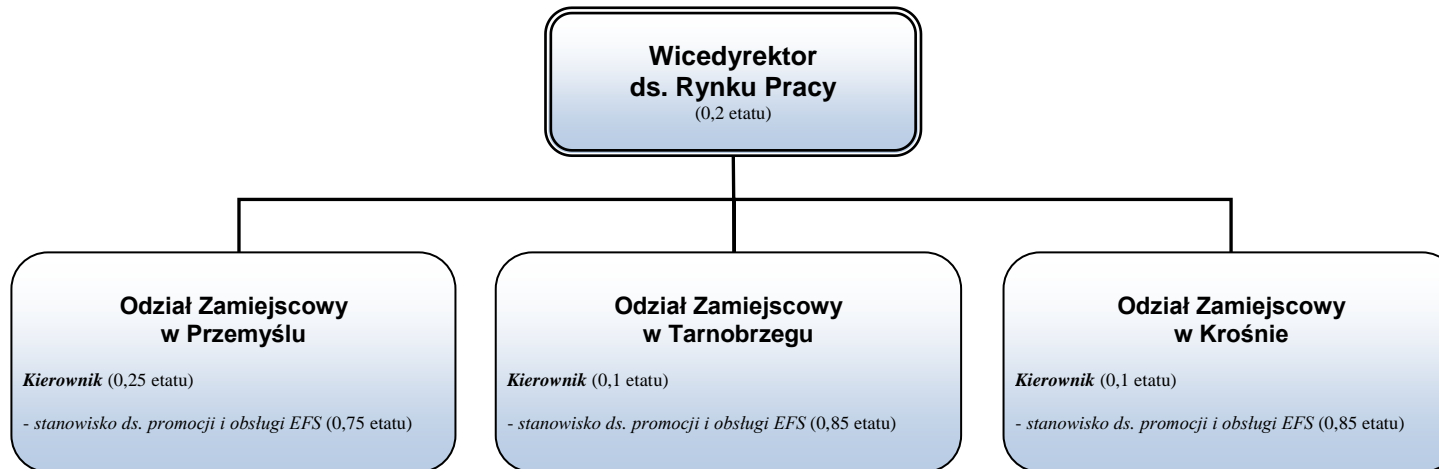 Wicedyrektor
ds. Rynku Pracy
(0,2 etatu)
Odział Zamiejscowy
w Przemyślu
Kierownik (0,25 etatu)
- stanowisko ds. promocji i obsługi EFS (0,75 etatu)
Odział Zamiejscowy
w Tarnobrzegu
Kierownik (0,1 etatu)
- stanowisko ds. promocji i obsługi EFS (0,85 etatu)
Odział Zamiejscowy
w Krośnie
Kierownik (0,1 etatu)
- stanowisko ds. promocji i obsługi EFS (0,85 etatu)